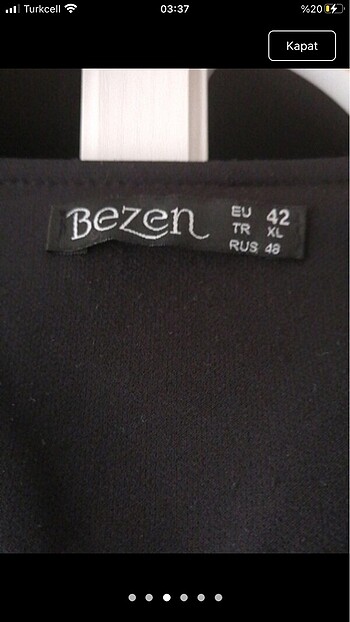 Turkcell 03:37 %20
Kapat
Bezen
EU 42
TR XL
RUS 48